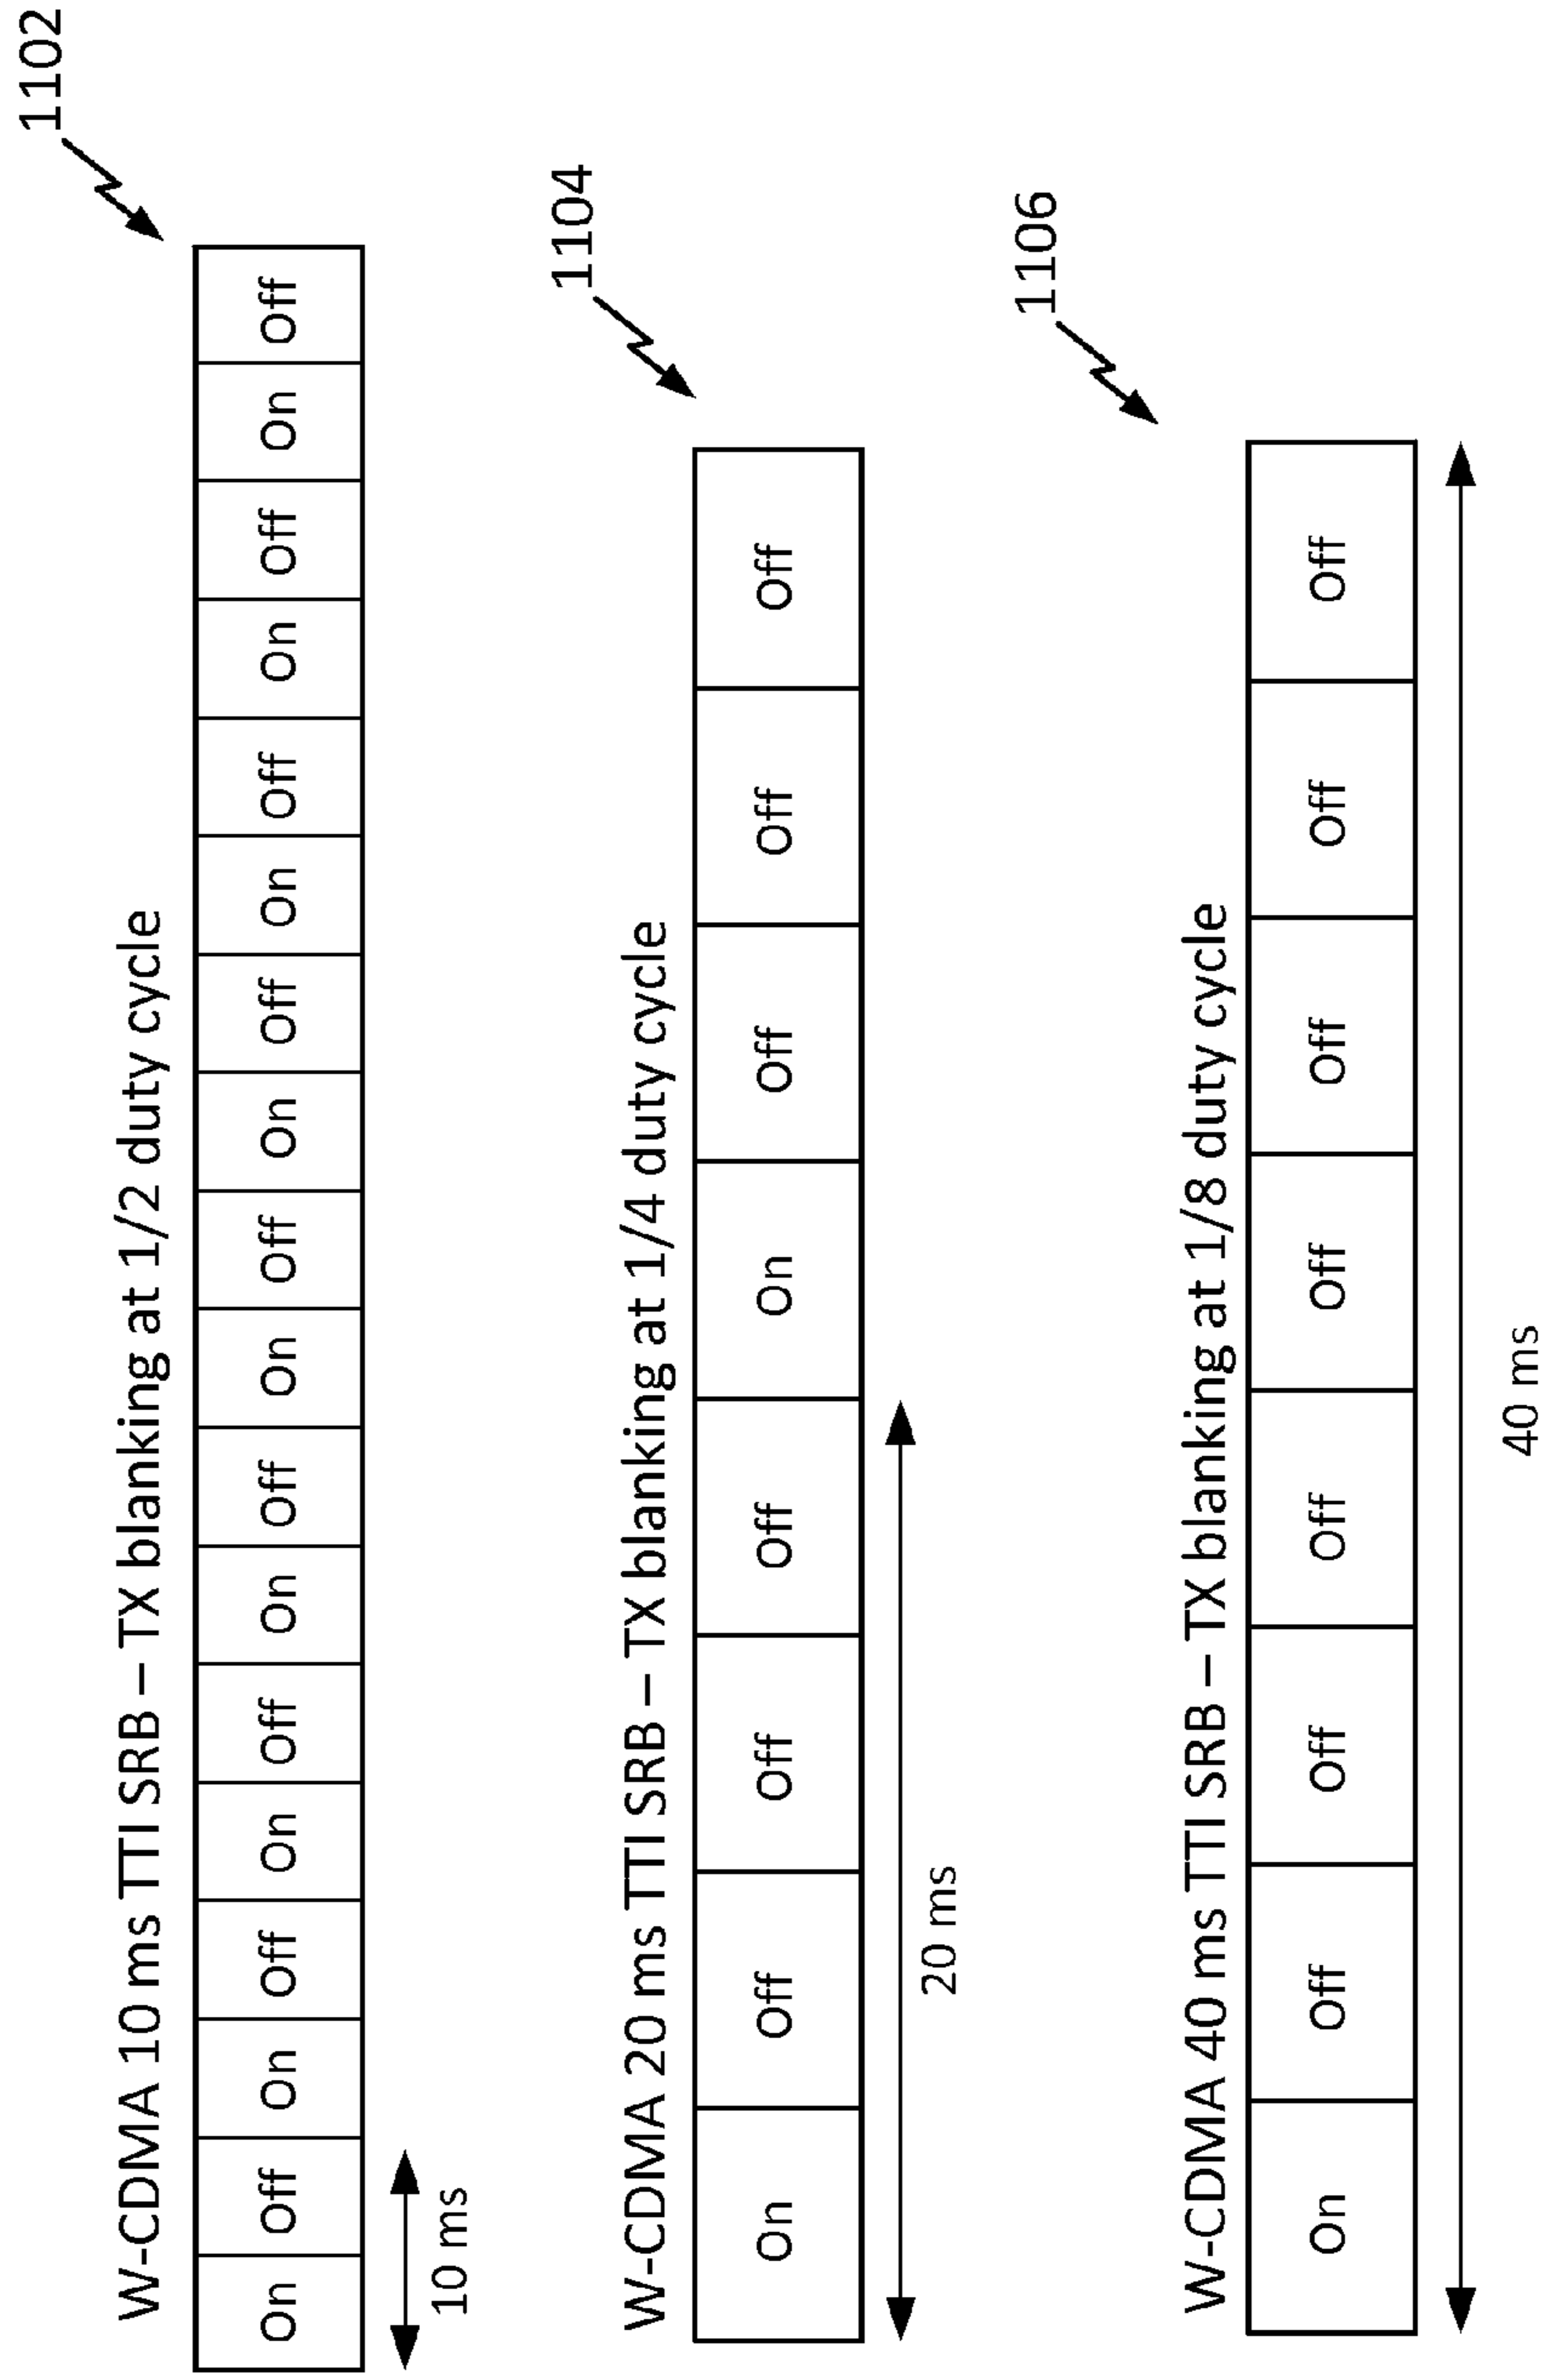 1102
W-CDMA 10 ms TTI SRB – TX blanking at 1/2 duty cycle
On Off On Off On Off On Off On Off On Off On Off On Off On Off
10 ms
1104
W-CDMA 20 ms TTI SRB – TX blanking at 1/4 duty cycle
On Off Off Off On Off Off Off
20 ms
1106
W-CDMA 40 ms TTI SRB – TX blanking at 1/8 duty cycle
On Off Off Off Off Off Off Off
40 ms